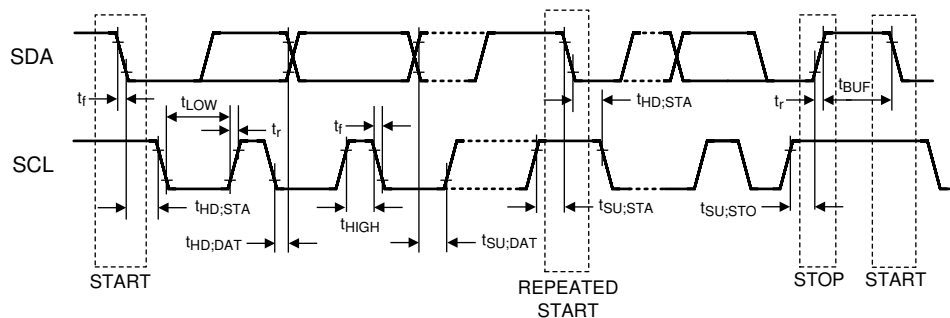 SDA
t_f
t_LOW
t_r
t_f
t_HD;STA
t_r
t_BUF
SCL
t_HD;STA
t_HD;DAT
t_HIGH
t_SU;DAT
t_SU;STA
t_SU;STO
START
REPEATED
START
STOP
START